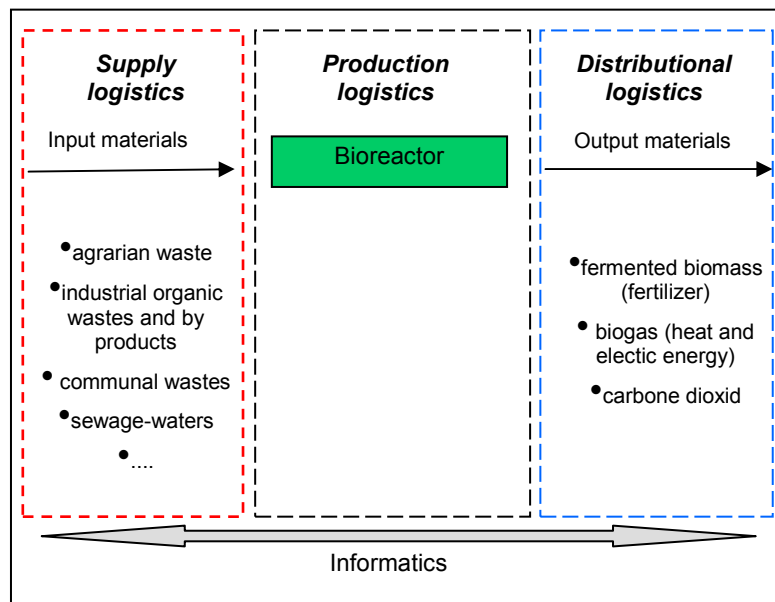 Supply
logistics
Input materials
• agrarian waste
• industrial organic
wastes and by
products
• communal wastes
• sewage-waters
• ....
Production
logistics
Bioreactor
Distributional
logistics
Output materials
• fermented biomass
(fertilizer)
• biogas (heat and
electic energy)
• carbone dioxid
Informatics